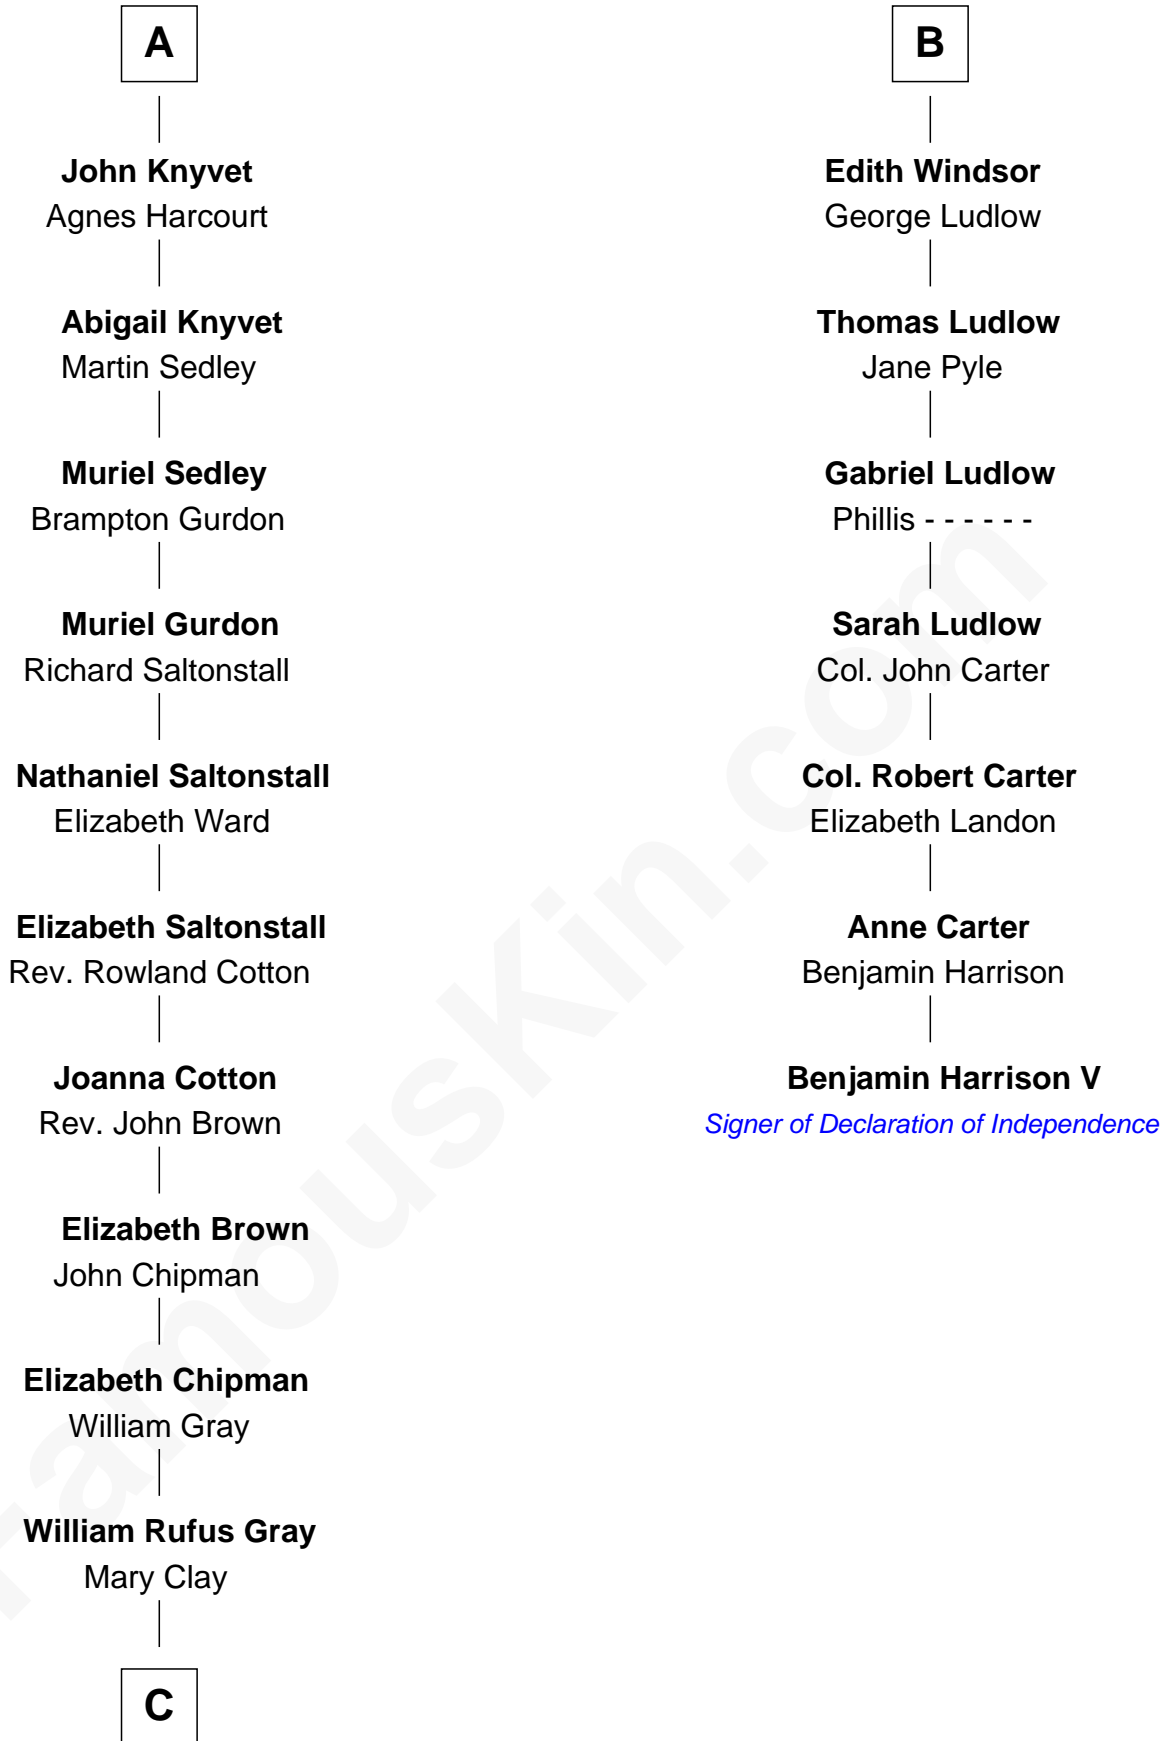 A
John Knyvet
Agnes Harcourt
Abigail Knyvet
Martin Sedley
Muriel Sedley
Brampton Gurdon
Muriel Gurdon
Richard Saltonstall
Nathaniel Saltonstall
Elizabeth Ward
Elizabeth Saltonstall
Rev. Rowland Cotton
Joanna Cotton
Rev. John Brown
Elizabeth Brown
John Chipman
Elizabeth Chipman
William Gray
William Rufus Gray
Mary Clay
C
B
Edith Windsor
George Ludlow
Thomas Ludlow
Jane Pyle
Gabriel Ludlow
Phillis - - - - - -
Sarah Ludlow
Col. John Carter
Col. Robert Carter
Elizabeth Landon
Anne Carter
Benjamin Harrison
Benjamin Harrison V
Signer of Declaration of Independence
FamousKin.com